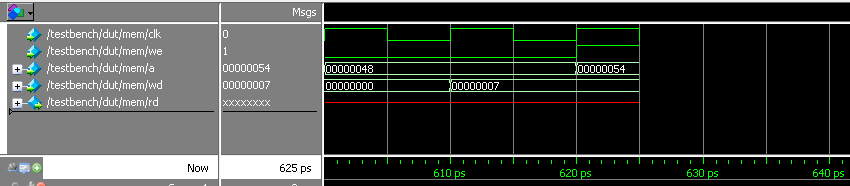 Msgs
/testbench/dut/mem/clk 0
/testbench/dut/mem/we 1
/testbench/dut/mem/a 00000054 00000048 00000054
/testbench/dut/mem/wd 00000007 00000000 00000007
/testbench/dut/mem/rd xxxxxxxx
Now 625 ps 610 ps 620 ps 630 ps 640 ps